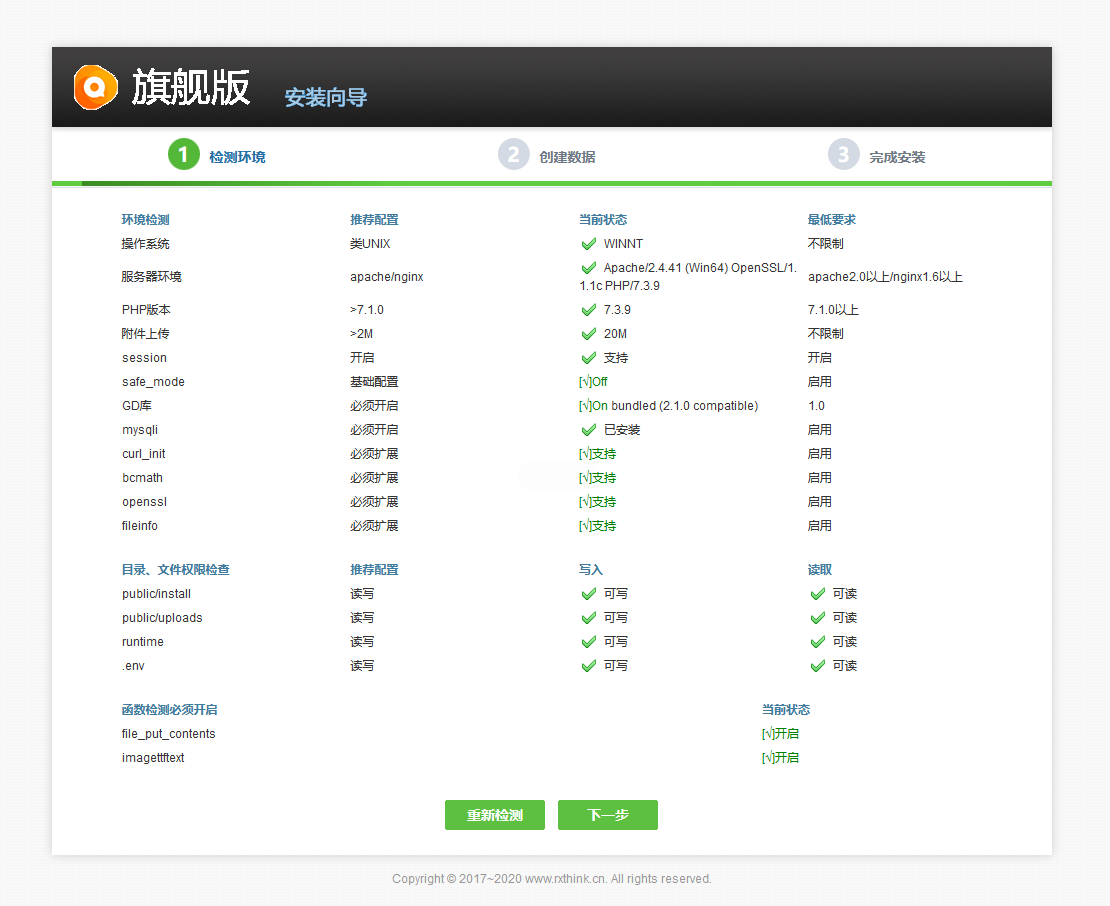 旗舰版 安装向导
1 检测环境 2 创建数据 3 完成安装
环境检测 推荐配置 当前状态 最低要求
操作系统 类UNIX WINNT 不限制
服务器环境 apache/nginx Apache/2.4.41 (Win64) OpenSSL/1.
1.1c PHP/7.3.9 apache2.0以上/nginx1.6以上
PHP版本 >7.1.0 7.3.9 7.1.0以上
附件上传 >2M 20M 不限制
session 开启 支持 开启
safe_mode 基础配置 [√]Off 启用
GD库 必须开启 [√]On bundled (2.1.0 compatible) 1.0
mysqli 必须开启 已安装 启用
curl_init 必须扩展 [√]支持 启用
bcmath 必须扩展 [√]支持 启用
openssl 必须扩展 [√]支持 启用
fileinfo 必须扩展 [√]支持 启用
目录、文件权限检查 推荐配置 写入 读取
public/install 读写 可写 可读
public/uploads 读写 可写 可读
runtime 读写 可写 可读
.env 读写 可写 可读
函数检测必须开启 当前状态
file_put_contents [√]开启
imagettftext [√]开启
重新检测 下一步
Copyright © 2017~2020 www.rxthink.cn. All rights reserved.